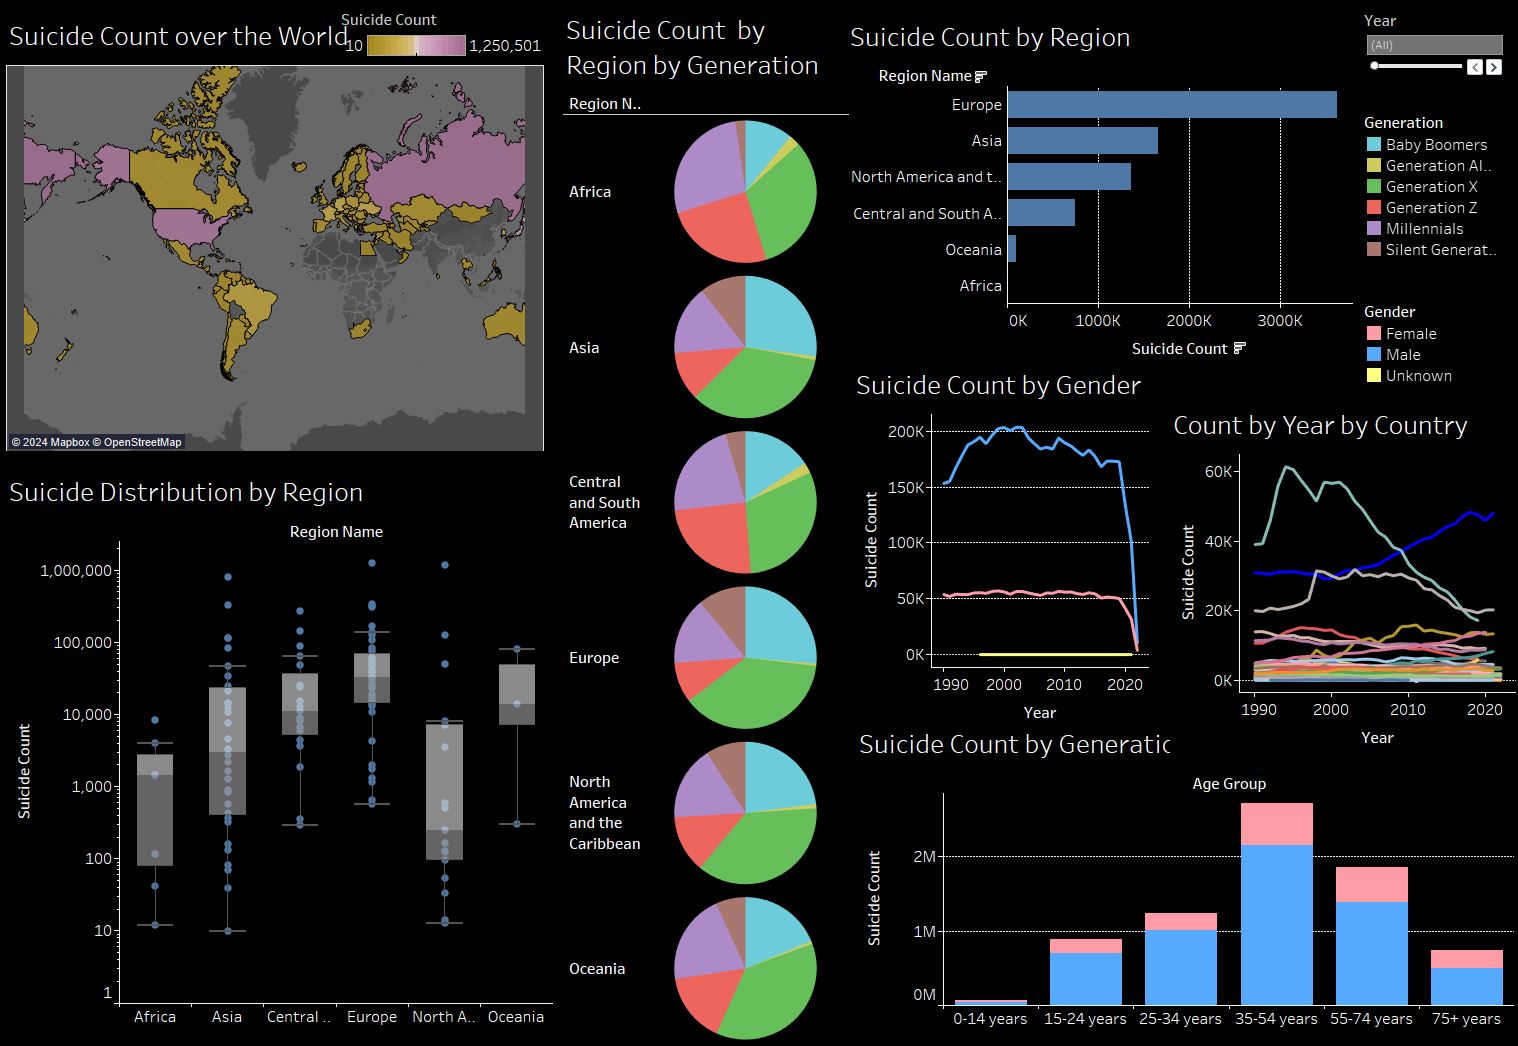 Suicide Count over the World
Suicide Count
10
1,250,501
© 2024 Mapbox © OpenStreetMap
Suicide Distribution by Region
Region Name
1,000,000
100,000
10,000
1,000
100
10
1
Suicide Count
Africa
Asia
Central ..
Europe
North A..
Oceania
Suicide Count by
Region by Generation
Region N..
Africa
Asia
Central
and South
America
Europe
North
America
and the
Caribbean
Oceania
Suicide Count by Region
Region Name
Europe
Asia
North America and t..
Central and South A..
Oceania
Africa
0K
1000K
2000K
3000K
Suicide Count
Year
(All)
Generation
Baby Boomers
Generation Al..
Generation X
Generation Z
Millennials
Silent Generat..
Gender
Female
Male
Unknown
Suicide Count by Gender
200K
150K
100K
50K
0K
Suicide Count
1990
2000
2010
2020
Year
Count by Year by Country
60K
40K
20K
0K
Suicide Count
1990
2000
2010
2020
Year
Suicide Count by Generatic
Age Group
2M
1M
0M
Suicide Count
0-14 years
15-24 years
25-34 years
35-54 years
55-74 years
75+ years